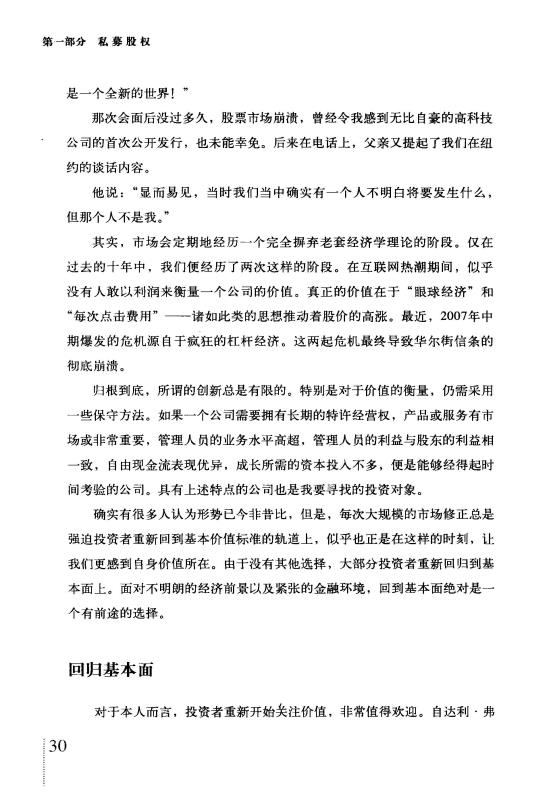 第一部分 私募股权
是一个全新的世界！”
那次会面后没过多久，股票市场崩溃，曾经令我感到无比自豪的高科技
公司的首次公开发行，也未能幸免。后来在电话上，父亲又提起了我们在纽
约的谈话内容。
他说：“显而易见，当时我们当中确实有一个人不明白将要发生什么，
但那个人不是我。”
其实，市场会定期地经历一个完全摒弃老套经济学理论的阶段。仅在
过去的十年中，我们便经历了两次这样的阶段。在互联网热潮期间，似乎
没有人敢以利润来衡量一个公司的价值。真正的价值在于“眼球经济”和
“每次点击费用”——诸如此类的思想推动着股价的高涨。最近，2007年中
期爆发的危机源自于疯狂的杠杆经济。这两起危机最终导致华尔街信条的
彻底崩溃。
归根到底，所谓的创新总是有限的。特别是对于价值的衡量，仍需采用
一些保守方法。如果一个公司需要拥有长期的特许经营权，产品或服务有市
场或非常重要，管理人员的业务水平高超，管理人员的利益与股东的利益相
一致，自由现金流表现优异，成长所需的资本投入不多，便是能够经得起时
间考验的公司。具有上述特点的公司也是我要寻找的投资对象。
确实有很多人认为形势已今非昔比，但是，每次大规模的市场修正总是
强迫投资者重新回到基本价值标准的轨道上，似乎也正是在这样的时刻，让
我们更感到自身价值所在。由于没有其他选择，大部分投资者重新回归到基
本面上。面对不明朗的经济前景以及紧张的金融环境，回到基本面绝对是一
个有前途的选择。
回归基本面
对于本人而言，投资者重新开始关注价值，非常值得欢迎。自达利·弗
30